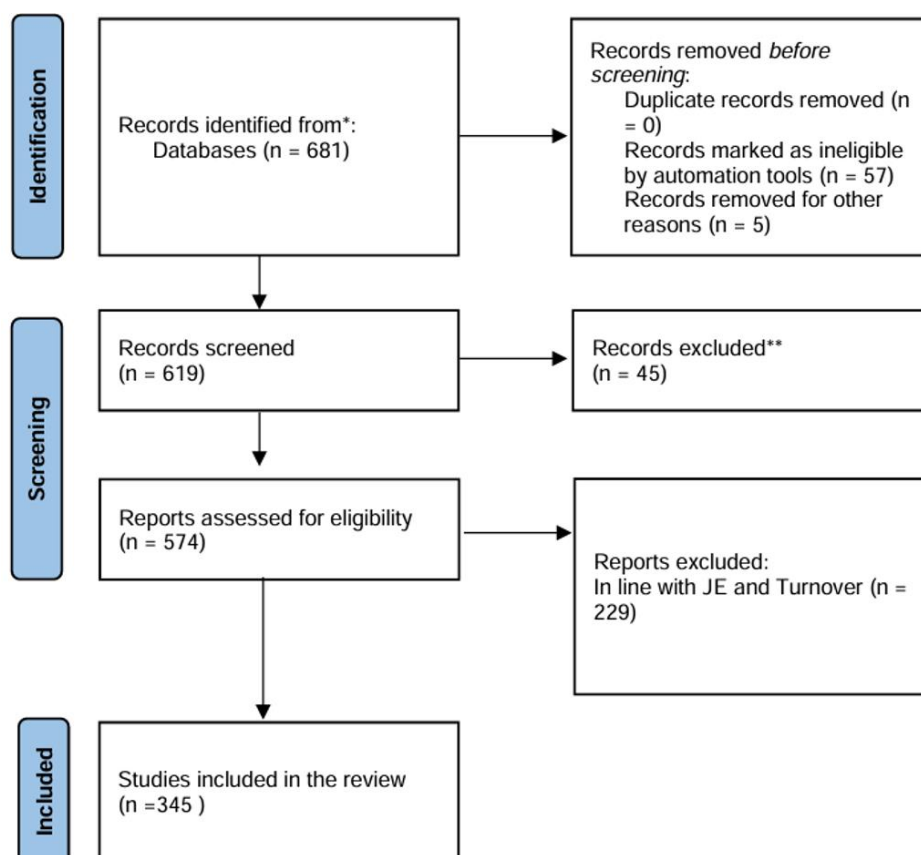 Identification
Records identified from*:
Databases (n = 681)
Records removed before
screening:
Duplicate records removed (n
= 0)
Records marked as ineligible
by automation tools (n = 57)
Records removed for other
reasons (n = 5)
Screening
Records screened
(n = 619)
Records excluded**
(n = 45)
Reports assessed for eligibility
(n = 574)
Reports excluded:
In line with JE and Turnover (n =
229)
Included
Studies included in the review
(n =345 )